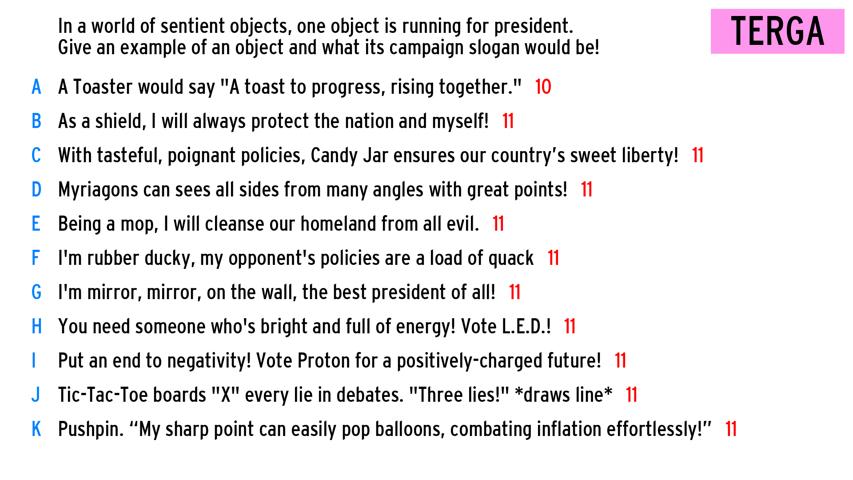 In a world of sentient objects, one object is running for president.
Give an example of an object and what its campaign slogan would be!
TERGA
A A Toaster would say "A toast to progress, rising together." 10
B As a shield, I will always protect the nation and myself! 11
C With tasteful, poignant policies, Candy Jar ensures our country’s sweet liberty! 11
D Myriagons can sees all sides from many angles with great points! 11
E Being a mop, I will cleanse our homeland from all evil. 11
F I'm rubber ducky, my opponent's policies are a load of quack 11
G I'm mirror, mirror, on the wall, the best president of all! 11
H You need someone who's bright and full of energy! Vote L.E.D.! 11
I Put an end to negativity! Vote Proton for a positively-charged future! 11
J Tic-Tac-Toe boards "X" every lie in debates. "Three lies!" *draws line* 11
K Pushpin. “My sharp point can easily pop balloons, combating inflation effortlessly!” 11